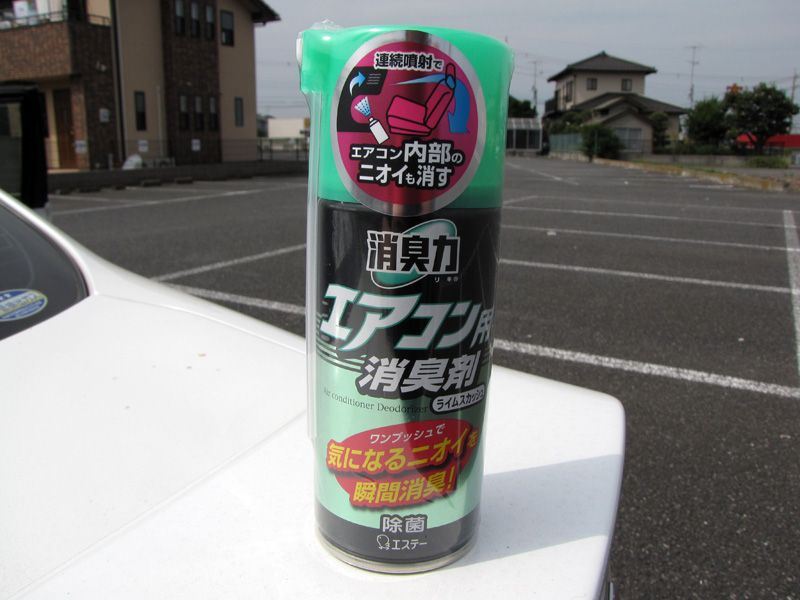 連続噴射で
エアコン内部の
ニオイも消す
消臭力
リキッ
エアコン用
消臭剤
Air conditioner Deodorizer
ライムスカッシュ
ワンプッシュで
気になるニオイを
瞬間消臭!
除菌
エステー